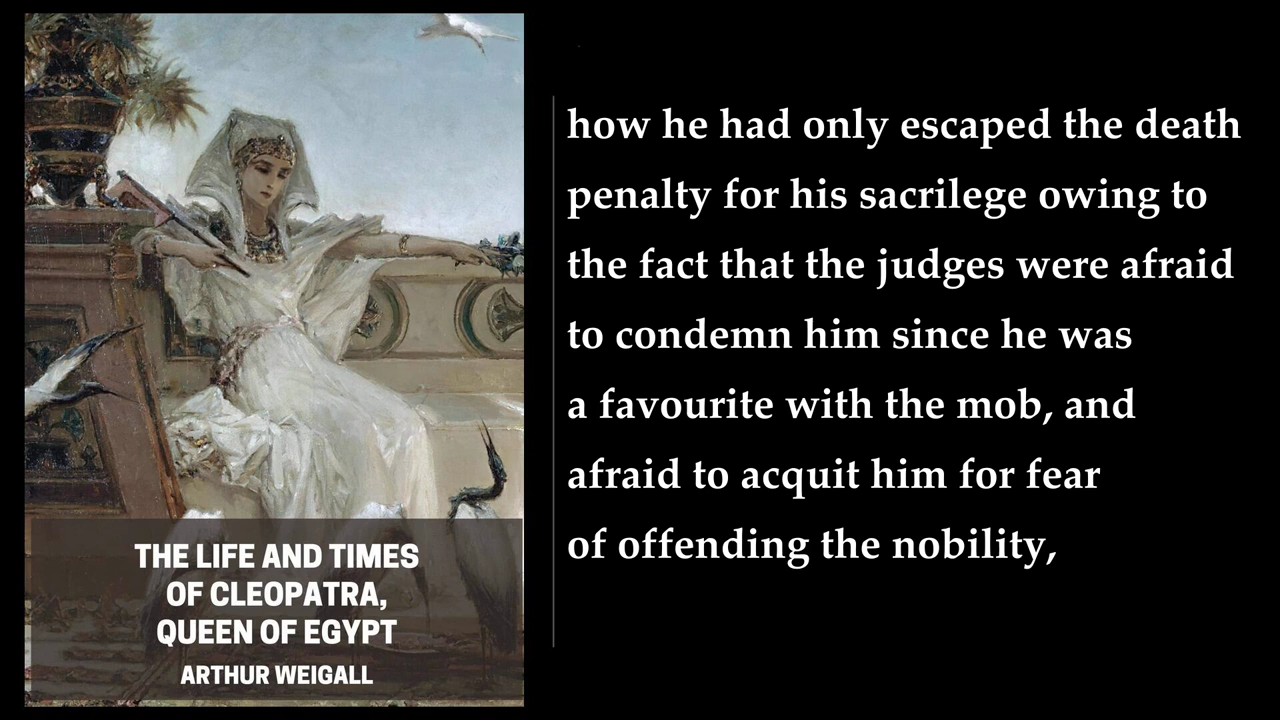 THE LIFE AND TIMES
OF CLEOPATRA,
QUEEN OF EGYPT
ARTHUR WEIGALL
how he had only escaped the death
penalty for his sacrilege owing to
the fact that the judges were afraid
to condemn him since he was
a favourite with the mob, and
afraid to acquit him for fear
of offending the nobility,